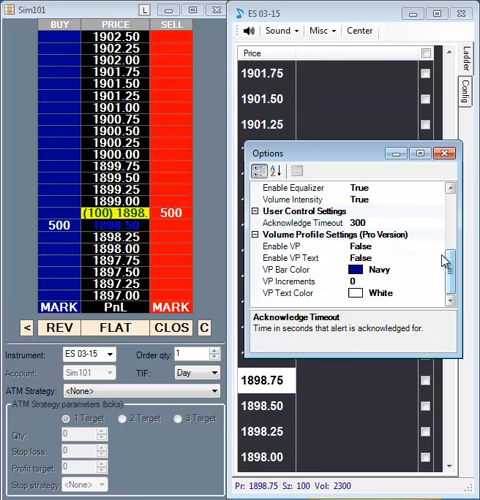 Sim101
L
BUY PRICE SELL
1902.50
1902.25
1902.00
1901.75
1901.50
1901.25
1901.00
1900.75
1900.50
1900.25
1900.00
1899.75
1899.50
1899.25
1899.00
(100) 1898. 500
500 1898.50
1898.25
1898.00
1897.75
1897.50
1897.25
1897.00
MARK PnL MARK
< REV FLAT CLOS C
Instrument: ES 03-15 Order qty: 1
Account: Sim101 TIF: Day
ATM Strategy: <None>
ATM Strategy parameters (ticks)
1 Target 2 Target 3 Target
Qty: 0
Stop loss: 0
Profit target: 0
Stop strategy: <None>
ES 03-15
Sound Misc Center
Price
Ladder
Config
1901.75
1901.50
1901.25
Options
Enable Equalizer True
Volume Intensity True
User Control Settings
Acknowledge Timeout 300
Volume Profile Settings (Pro Version)
Enable VP False
Enable VP Text False
VP Bar Color Navy
VP Increments 0
VP Text Color White
Acknowledge Timeout
Time in seconds that alert is acknowledged for.
1898.75
1898.50
1898.25
1898.00
Pr: 1898.75 Sz: 100 Vol: 2300